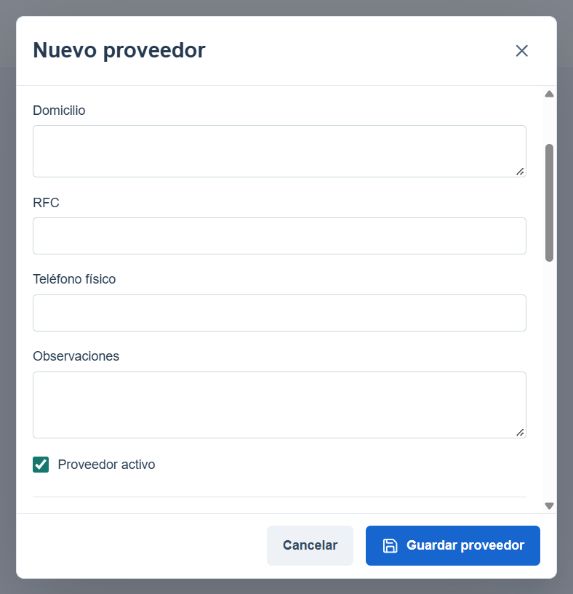 Nuevo proveedor
Domicilio
RFC
Teléfono físico
Observaciones
Proveedor activo
Cancelar
Guardar proveedor